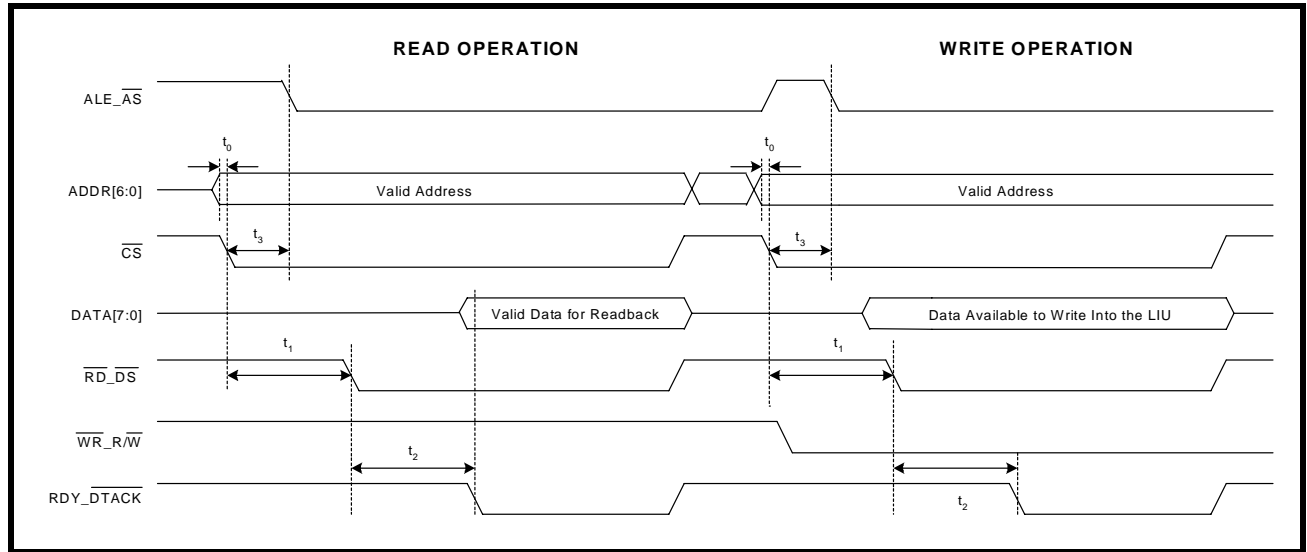 READ OPERATION WRITE OPERATION
ALE_AS
t0 t0
ADDR[6:0] Valid Address Valid Address
CS t3 t3
DATA[7:0] Valid Data for Readback Data Available to Write Into the LIU
t1 t1
RD_DS
WR_R/W
t2
RDY_DTACK
t2